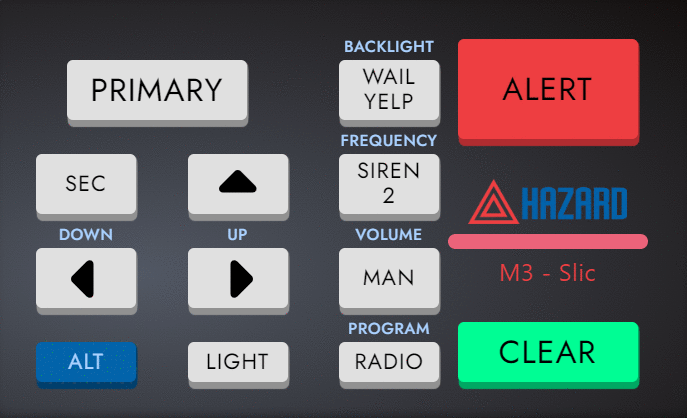 BACKLIGHT
PRIMARY
WAIL
YELP
ALERT
FREQUENCY
SEC
SIREN
2
HAZARD
DOWN
UP
VOLUME
MAN
M3 - Slic
PROGRAM
ALT
LIGHT
RADIO
CLEAR